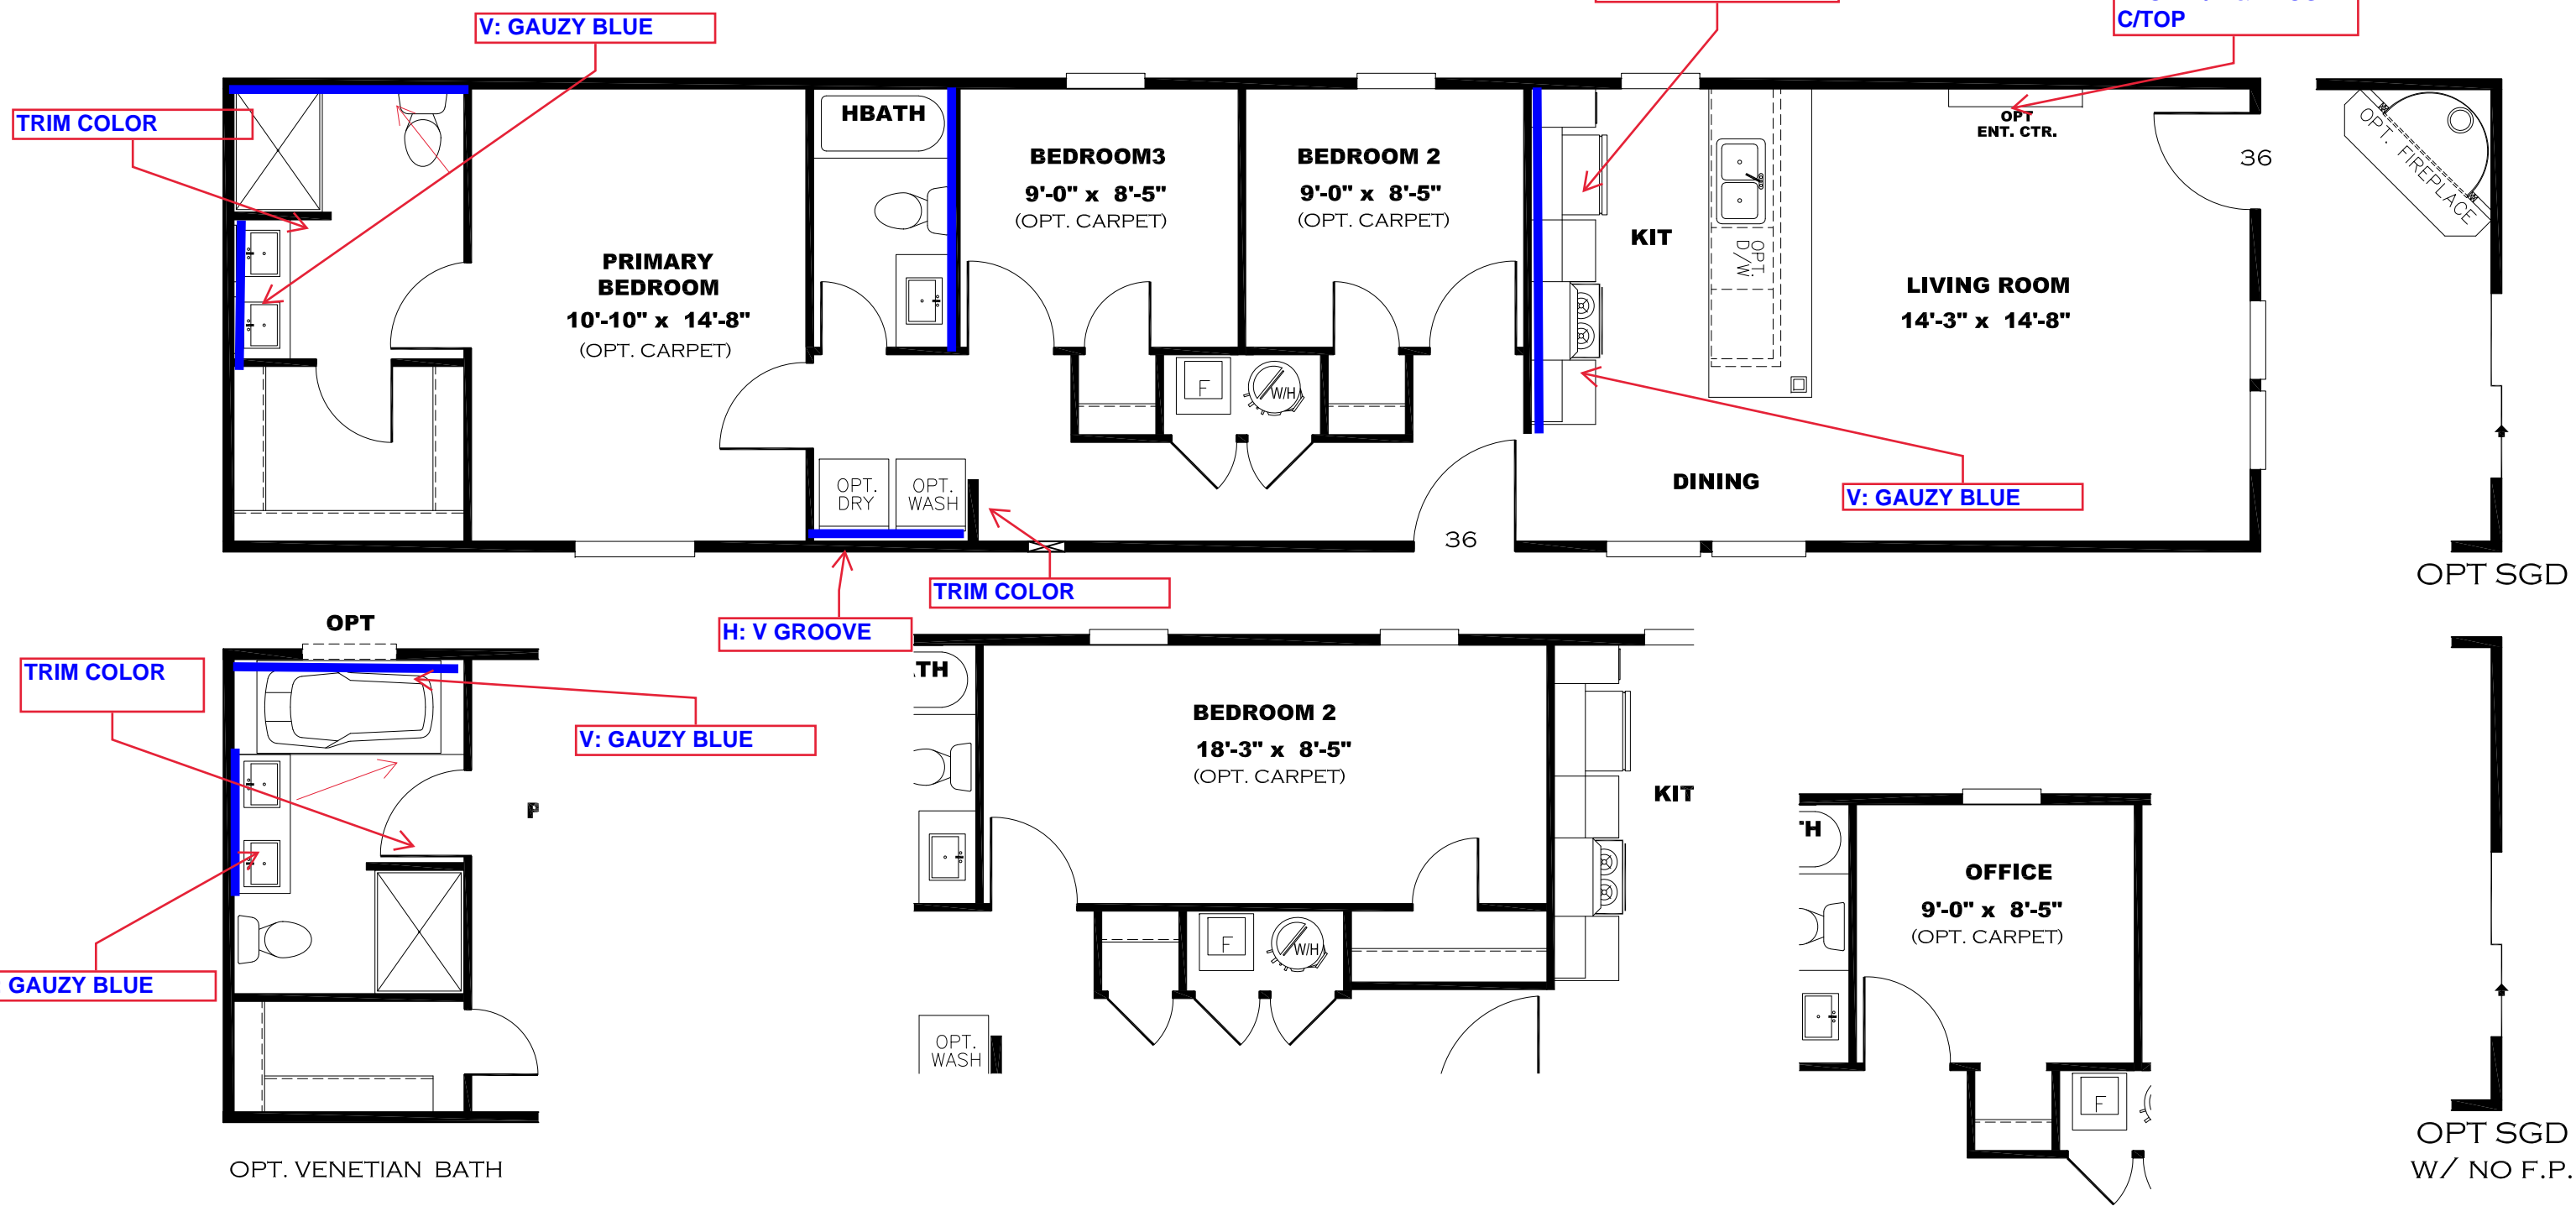 V: GAUZY BLUE
C/TOP
TRIM COLOR
HBATH
BEDROOM3
9'-0" x 8'-5"
(OPT. CARPET)
BEDROOM 2
9'-0" x 8'-5"
(OPT. CARPET)
KIT
OPT.
D/W
OPT
ENT. CTR.
36
OPT. FIREPLACE
PRIMARY
BEDROOM
10'-10" x 14'-8"
(OPT. CARPET)
LIVING ROOM
14'-3" x 14'-8"
F
W/H
OPT.
DRY
OPT.
WASH
DINING
V: GAUZY BLUE
36
OPT SGD
TRIM COLOR
H: V GROOVE
OPT
TRIM COLOR
V: GAUZY BLUE
P
GAUZY BLUE
OPT. VENETIAN BATH
TH
BEDROOM 2
18'-3" x 8'-5"
(OPT. CARPET)
KIT
F
W/H
OPT.
WASH
TH
OFFICE
9'-0" x 8'-5"
(OPT. CARPET)
F
OPT SGD
W/ NO F.P.